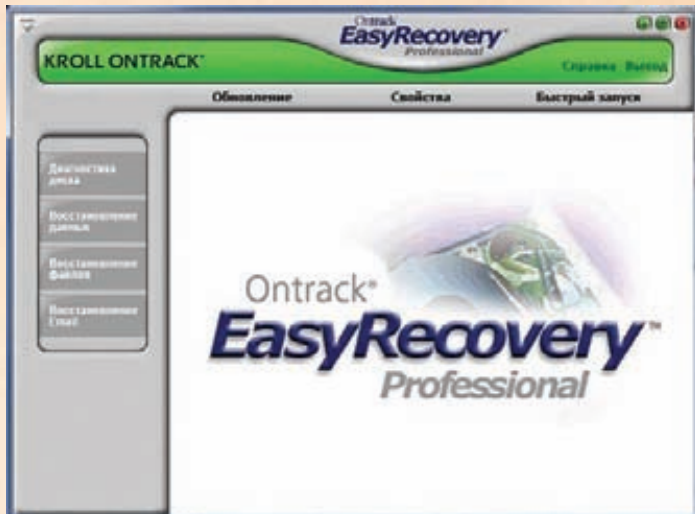 Ontrack
EasyRecovery
Professional
KROLL ONTRACK®
Справка Выход
Обновление Свойства Быстрый запуск
Диагностика
диска
Восстановление
данных
Восстановление
файлов
Восстановление
Email
Ontrack®
EasyRecovery™
Professional